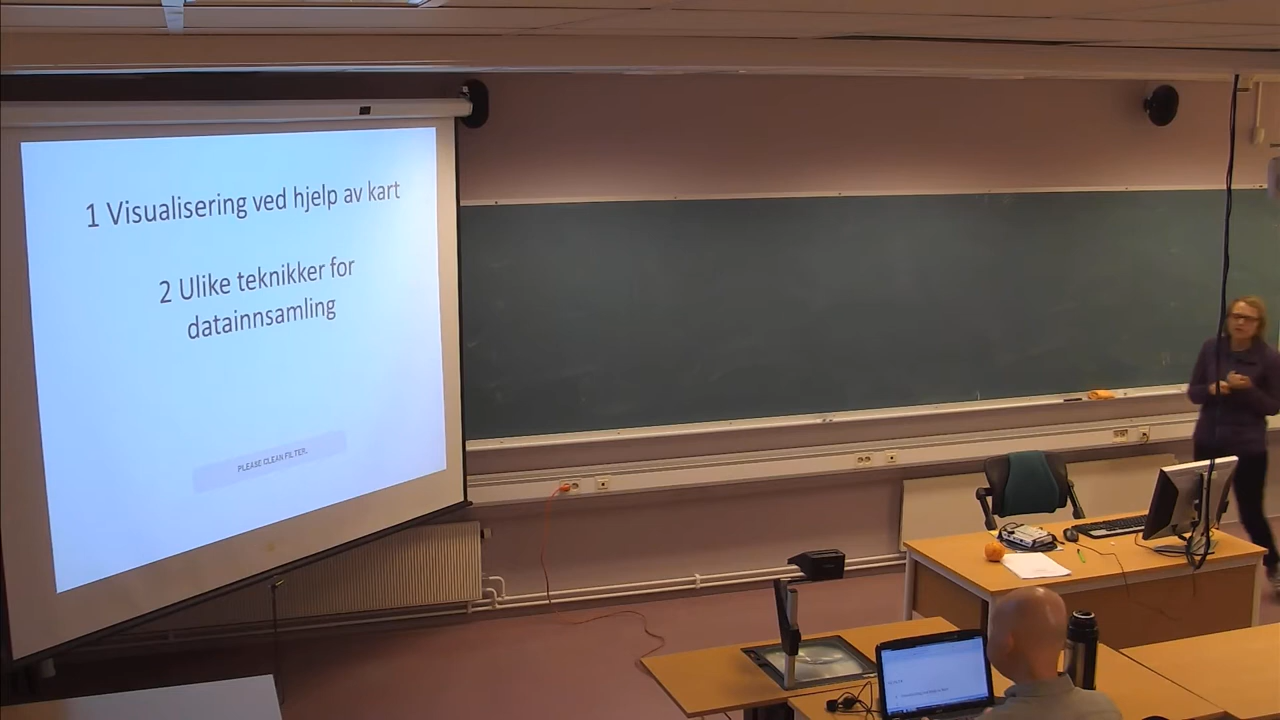 1 Visualisering ved hjelp av kart
2 Ulike teknikker for
datainnsamling
PLEASE CLEAN FILTER.